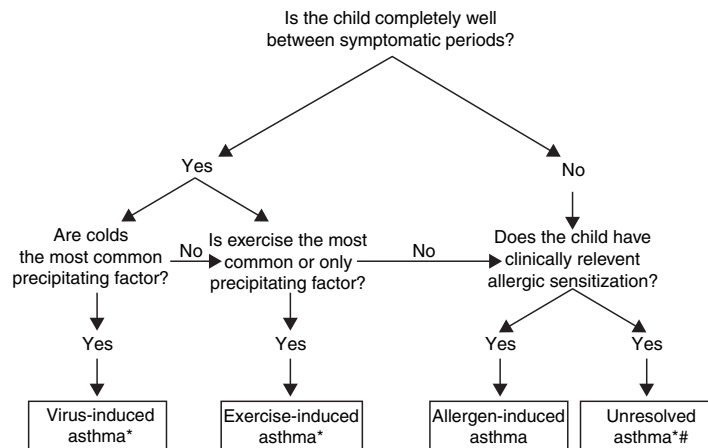 Is the child completely well
between symptomatic periods?
Yes
No
Are colds
the most common
precipitating factor?
No
Is exercise the most
common or only
precipitating factor?
No
Does the child have
clinically relevent
allergic sensitization?
Yes
Yes
Yes
Yes
Virus-induced
asthma*
Exercise-induced
asthma*
Allergen-induced
asthma
Unresolved
asthma*#